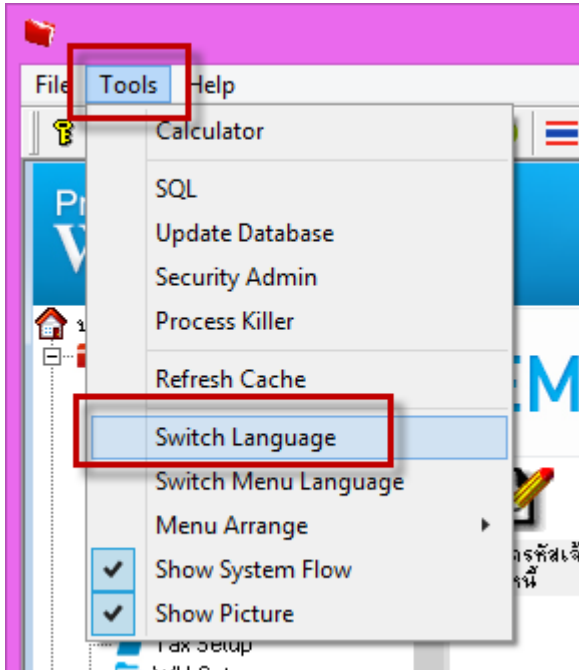 File Tools Help
Calculator
SQL
Update Database
Security Admin
Process Killer
Refresh Cache
Switch Language
Switch Menu Language
Menu Arrange
Show System Flow
Show Picture
Tax Setup